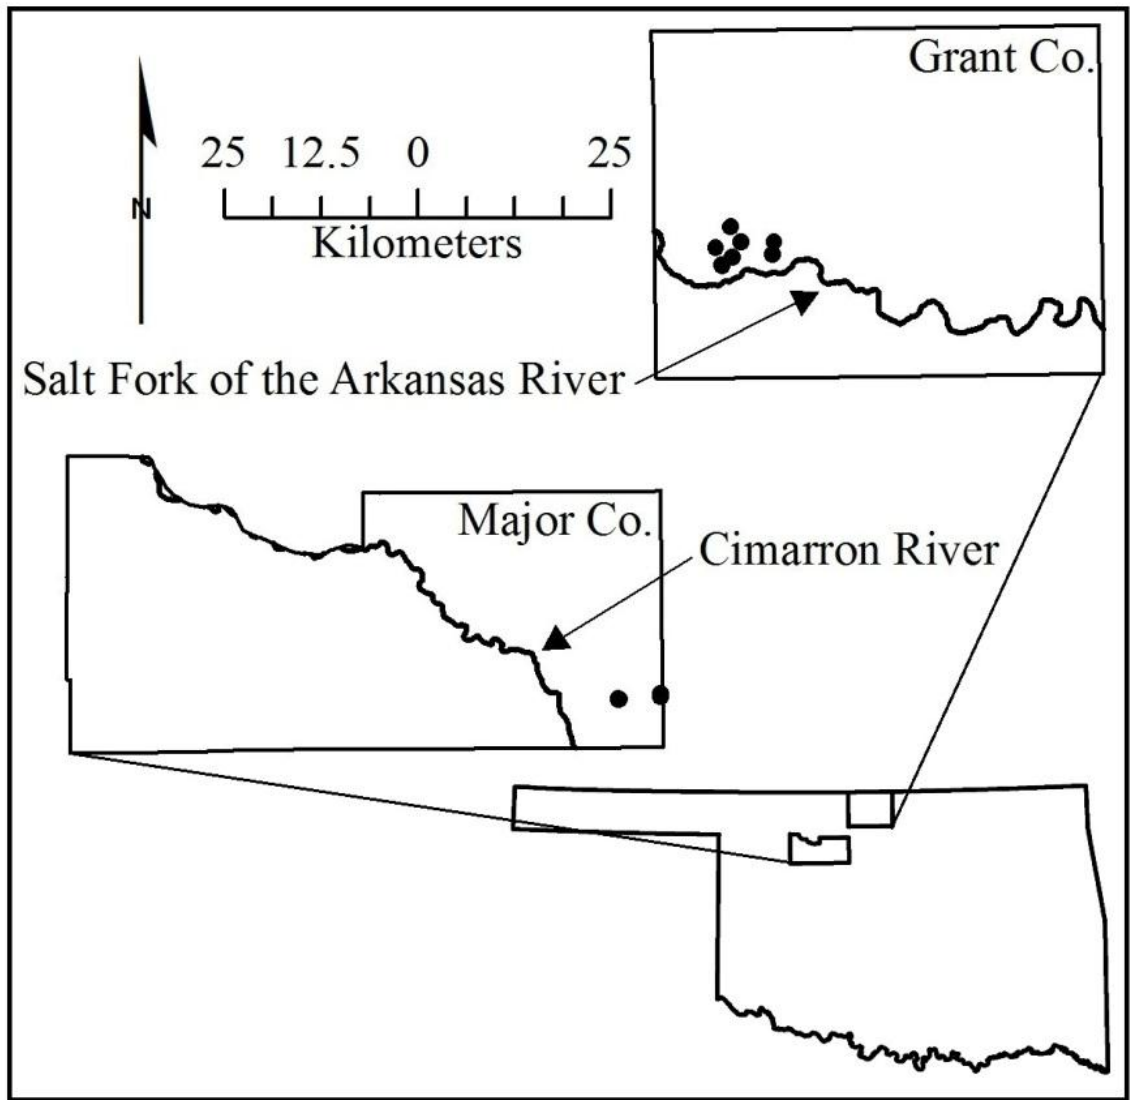 Grant Co.
25 12.5 0 25
N
Kilometers
Salt Fork of the Arkansas River
Major Co.
Cimarron River